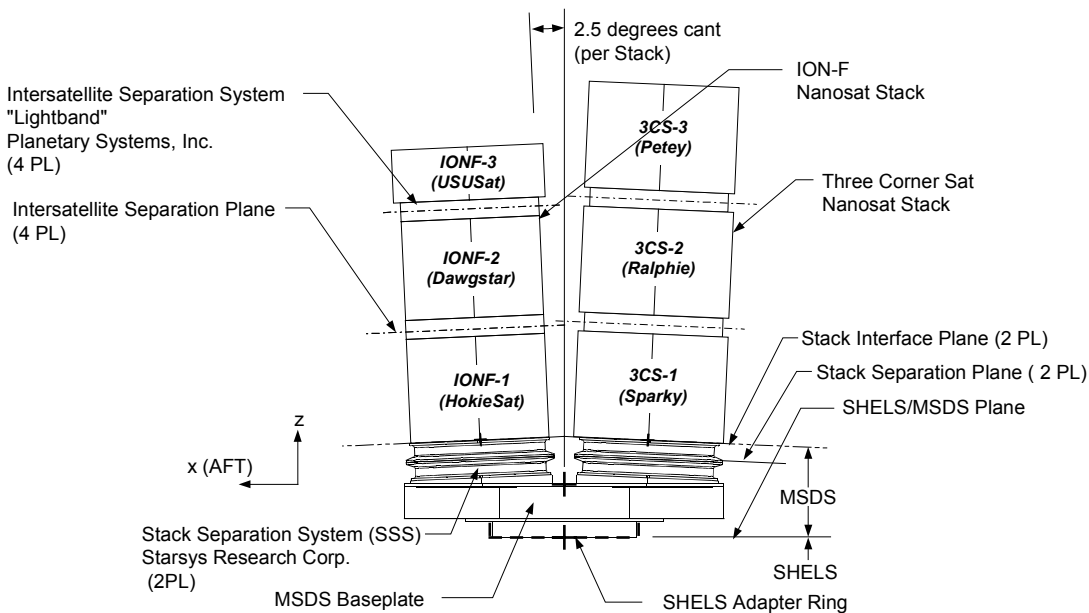 2.5 degrees cant
(per Stack)
ION-F
Nanosat Stack
Intersatellite Separation System
"Lightband"
Planetary Systems, Inc.
(4 PL)
Intersatellite Separation Plane
(4 PL)
3CS-3
(Petey)
IONF-3
(USUSat)
Three Corner Sat
Nanosat Stack
IONF-2
(Dawgstar)
3CS-2
(Ralphie)
IONF-1
(HokieSat)
3CS-1
(Sparky)
Stack Interface Plane (2 PL)
Stack Separation Plane ( 2 PL)
SHELS/MSDS Plane
z
x (AFT)
MSDS
Stack Separation System (SSS)
Starsys Research Corp.
(2PL)
SHELS
MSDS Baseplate
SHELS Adapter Ring